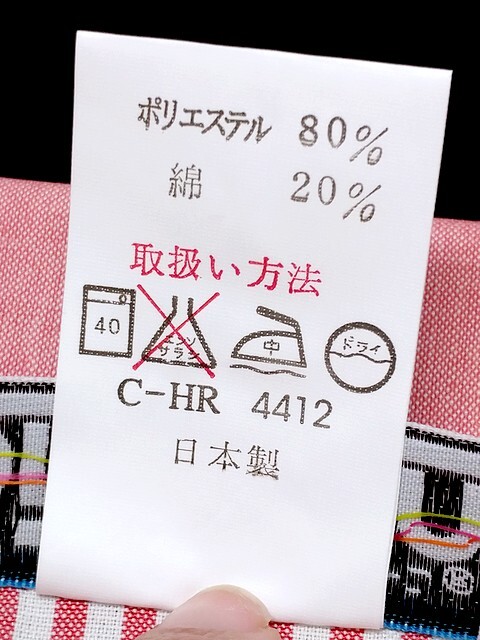 ポリエステル 80%
綿 20%
取扱い方法
40 エンソ サラシ 中 ドライ
C-HR 4412
日本製